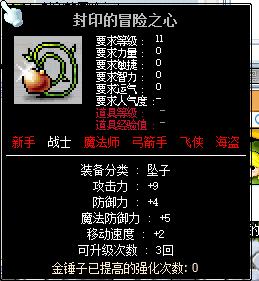 封印的冒险之心
要求等级： 11
要求力量： 0
要求敏捷： 0
要求智力： 0
要求运气： 0
要求人气度： -
道具等级： -
道具经验值： -
新手 战士 魔法师 弓箭手 飞侠 海盗
装备分类 : 坠子
攻击力 : +9
防御力 : +4
魔法防御力 : +5
移动速度 : +2
可升级次数 : 3回
金锤子已提高的强化次数: 0